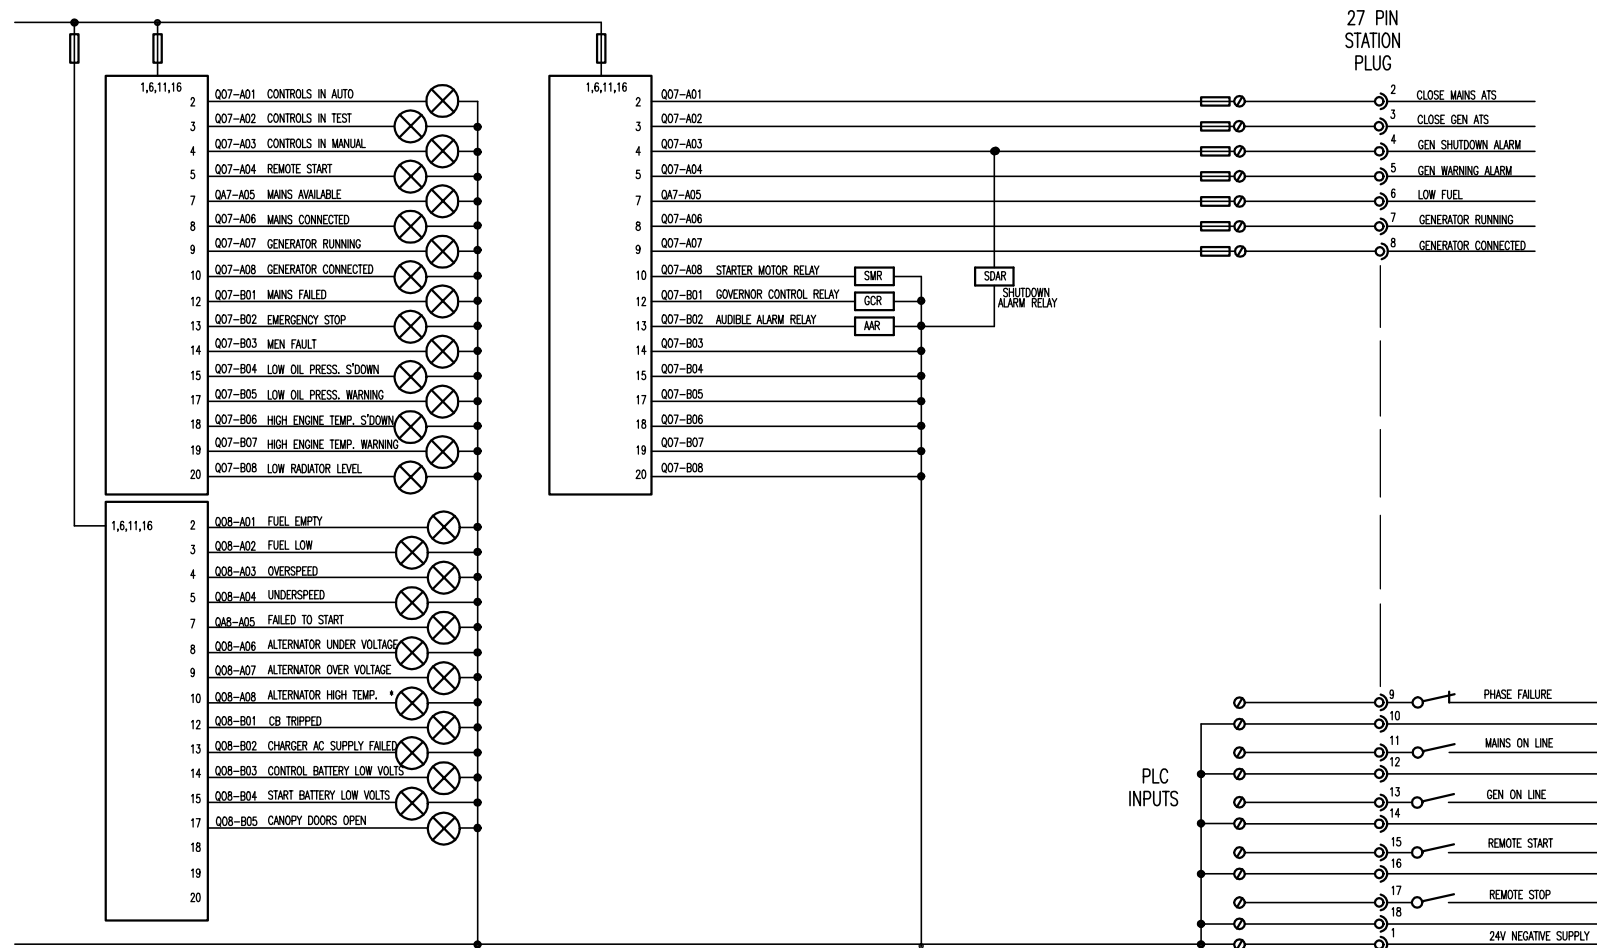 27 PIN
STATION
PLUG
1,6,11,16
2 Q07-A01 CONTROLS IN AUTO
3 Q07-A02 CONTROLS IN TEST
4 Q07-A03 CONTROLS IN MANUAL
5 Q07-A04 REMOTE START
7 QA7-A05 MAINS AVAILABLE
8 Q07-A06 MAINS CONNECTED
9 Q07-A07 GENERATOR RUNNING
10 Q07-A08 GENERATOR CONNECTED
12 Q07-B01 MAINS FAILED
13 Q07-B02 EMERGENCY STOP
14 Q07-B03 MEN FAULT
15 Q07-B04 LOW OIL PRESS. S'DOWN
17 Q07-B05 LOW OIL PRESS. WARNING
18 Q07-B06 HIGH ENGINE TEMP. S'DOWN
19 Q07-B07 HIGH ENGINE TEMP. WARNING
20 Q07-B08 LOW RADIATOR LEVEL
1,6,11,16
2 Q08-A01 FUEL EMPTY
3 Q08-A02 FUEL LOW
4 Q08-A03 OVERSPEED
5 Q08-A04 UNDERSPEED
7 QA8-A05 FAILED TO START
8 Q08-A06 ALTERNATOR UNDER VOLTAGE
9 Q08-A07 ALTERNATOR OVER VOLTAGE
10 Q08-A08 ALTERNATOR HIGH TEMP. *
12 Q08-B01 CB TRIPPED
13 Q08-B02 CHARGER AC SUPPLY FAILED
14 Q08-B03 CONTROL BATTERY LOW VOLTS
15 Q08-B04 START BATTERY LOW VOLTS
17 Q08-B05 CANOPY DOORS OPEN
18
19
20
1,6,11,16
2 Q07-A01
3 Q07-A02
4 Q07-A03
5 Q07-A04
7 QA7-A05
8 Q07-A06
9 Q07-A07
10 Q07-A08 STARTER MOTOR RELAY SMR
12 Q07-B01 GOVERNOR CONTROL RELAY GCR
13 Q07-B02 AUDIBLE ALARM RELAY AAR
14 Q07-B03
15 Q07-B04
17 Q07-B05
18 Q07-B06
19 Q07-B07
20 Q07-B08
SDAR
SHUTDOWN
ALARM RELAY
2 CLOSE MAINS ATS
3 CLOSE GEN ATS
4 GEN SHUTDOWN ALARM
5 GEN WARNING ALARM
6 LOW FUEL
7 GENERATOR RUNNING
8 GENERATOR CONNECTED
PLC
INPUTS
9 PHASE FAILURE
10
11 MAINS ON LINE
12
13 GEN ON LINE
14
15 REMOTE START
16
17 REMOTE STOP
18
1 24V NEGATIVE SUPPLY